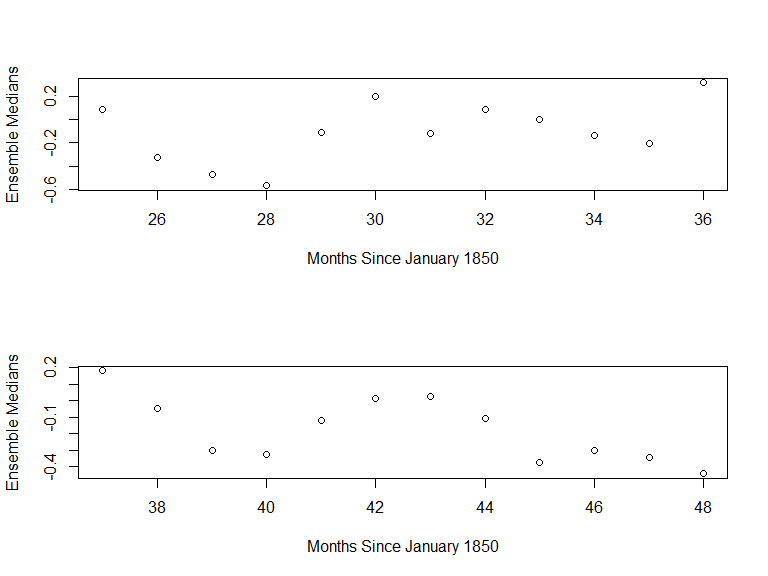 Ensemble Medians
0.2
-0.2
-0.6
26 28 30 32 34 36
Months Since January 1850
Ensemble Medians
0.2
-0.1
-0.4
38 40 42 44 46 48
Months Since January 1850